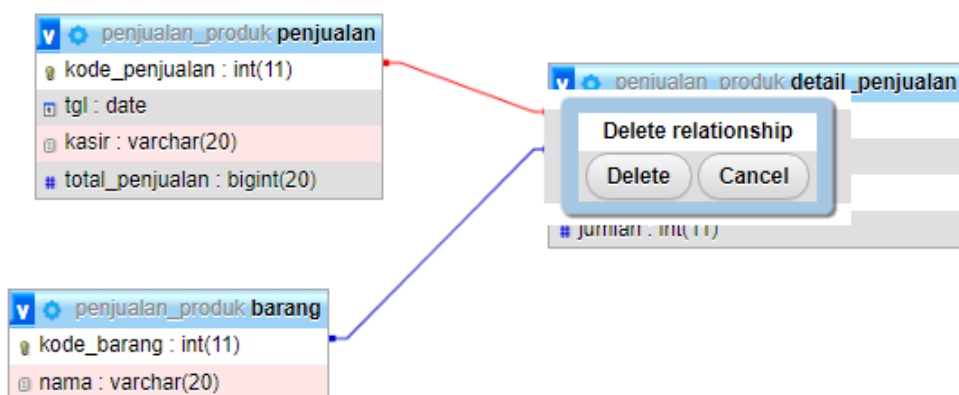 v penjualan_produk penjualan
kode_penjualan : int(11)
tgl : date
kasir : varchar(20)
# total_penjualan : bigint(20)
v penjualan_produk detail_penjualan
Delete relationship
Delete Cancel
# jumlah : int(11)
v penjualan_produk barang
kode_barang : int(11)
nama : varchar(20)